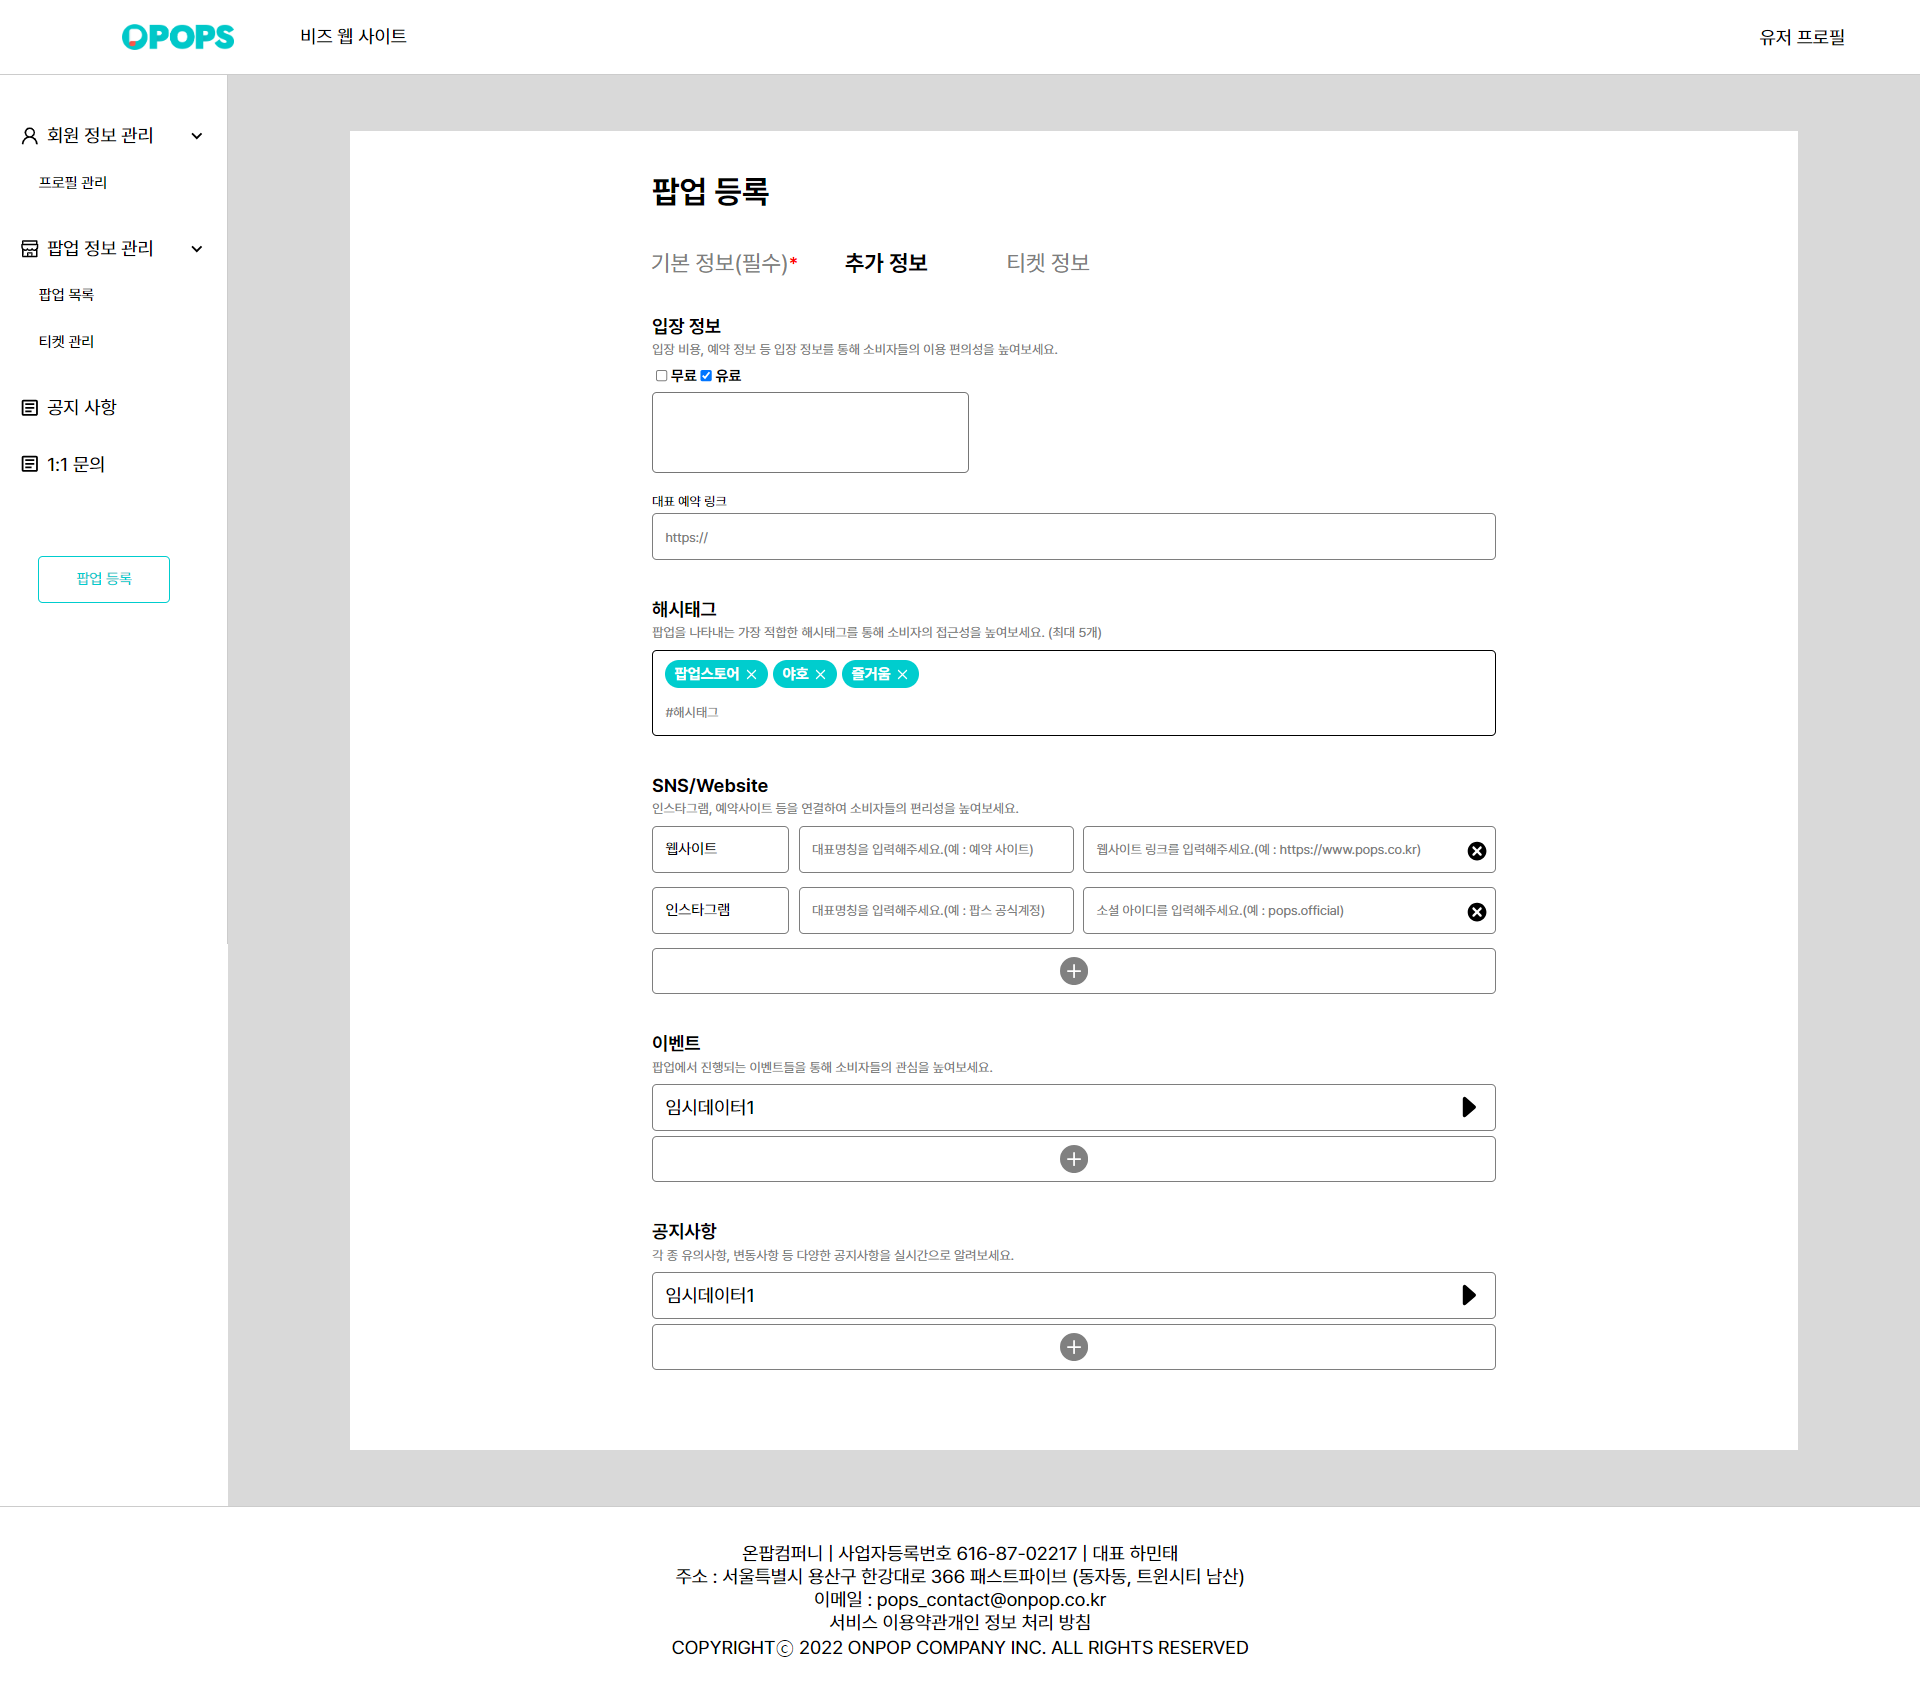 OPOPS
비즈 웹 사이트
유저 프로필
회원 정보 관리
프로필 관리
팝업 정보 관리
팝업 목록
티켓 관리
공지 사항
1:1 문의
팝업 등록
팝업 등록
기본 정보(필수)* 추가 정보 티켓 정보
입장 정보
입장 비용, 예약 정보 등 입장 정보를 통해 소비자들의 이용 편의성을 높여보세요.
무료 유료
대표 예약 링크
https://
해시태그
팝업을 나타내는 가장 적합한 해시태그를 통해 소비자의 접근성을 높여보세요. (최대 5개)
팝업스토어 야호 즐거움
#해시태그
SNS/Website
인스타그램, 예약사이트 등을 연결하여 소비자들의 편리성을 높여보세요.
웹사이트 대표명칭을 입력해주세요.(예 : 예약 사이트) 웹사이트 링크를 입력해주세요.(예 : https://www.pops.co.kr)
인스타그램 대표명칭을 입력해주세요.(예 : 팝스 공식계정) 소셜 아이디를 입력해주세요.(예 : pops.official)
이벤트
팝업에서 진행되는 이벤트들을 통해 소비자들의 관심을 높여보세요.
임시데이터1
공지사항
각 종 유의사항, 변동사항 등 다양한 공지사항을 실시간으로 알려보세요.
임시데이터1
온팝컴퍼니 | 사업자등록번호 616-87-02217 | 대표 하민태
주소 : 서울특별시 용산구 한강대로 366 패스트파이브 (동자동, 트윈시티 남산)
이메일 : pops_contact@onpop.co.kr
서비스 이용약관개인 정보 처리 방침
COPYRIGHTⓒ 2022 ONPOP COMPANY INC. ALL RIGHTS RESERVED